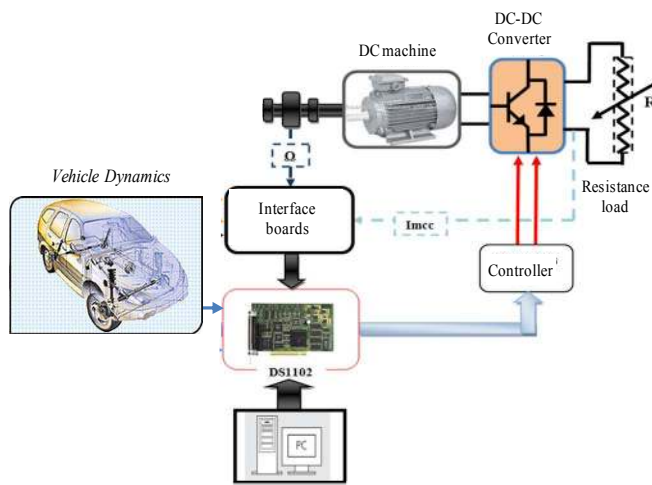 DC-DC
Converter
DC machine
R
Ω
Vehicle Dynamics
Resistance
load
Interface
boards
Imcc
Controller
DS1102
PC